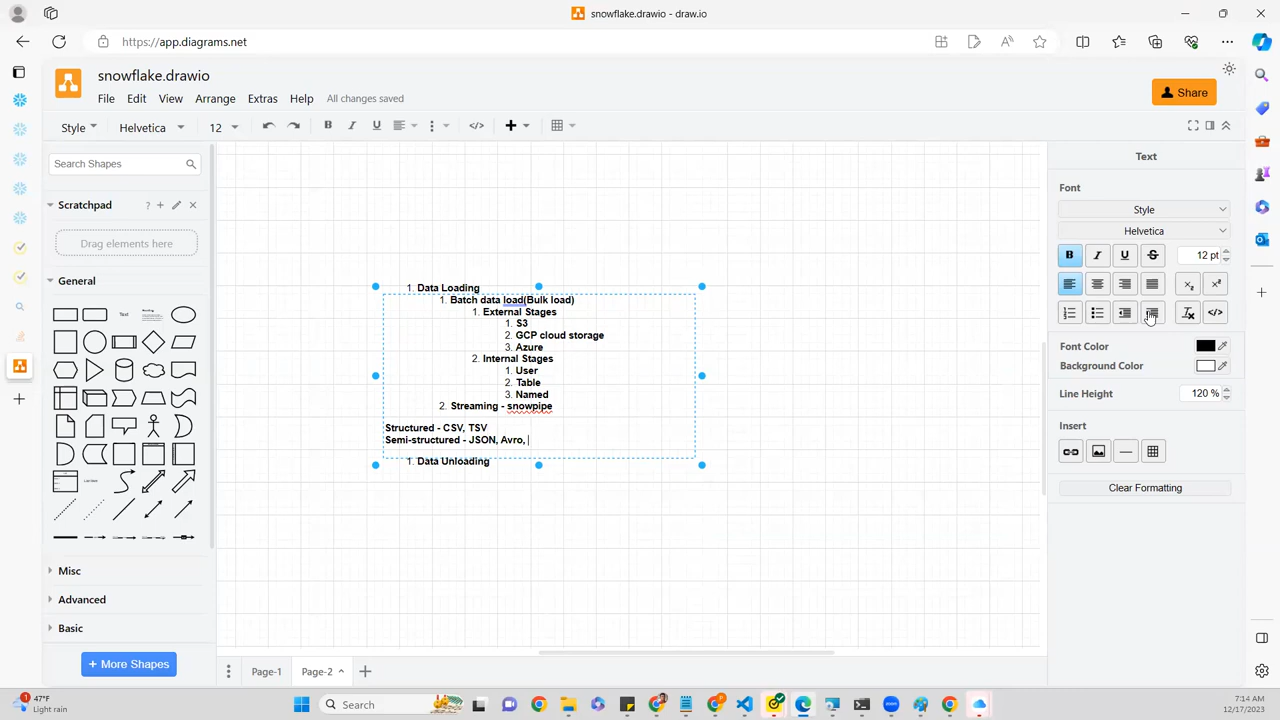 snowflake.drawio - draw.io
https://app.diagrams.net
snowflake.drawio
File Edit View Arrange Extras Help All changes saved
Share
Style Helvetica 12
Search Shapes
Scratchpad
Drag elements here
General
Text
Misc
Advanced
Basic
+ More Shapes
1. Data Loading
1. Batch data load(Bulk load)
1. External Stages
1. S3
2. GCP cloud storage
3. Azure
2. Internal Stages
1. User
2. Table
3. Named
2. Streaming - snowpipe
Structured - CSV, TSV
Semi-structured - JSON, Avro,
1. Data Unloading
Text
Font
Style
Helvetica
B I U S 12 pt
Font Color
Background Color
Line Height 120 %
Insert
Clear Formatting
Page-1 Page-2
47°F
Light rain
Search
7:14 AM
12/17/2023